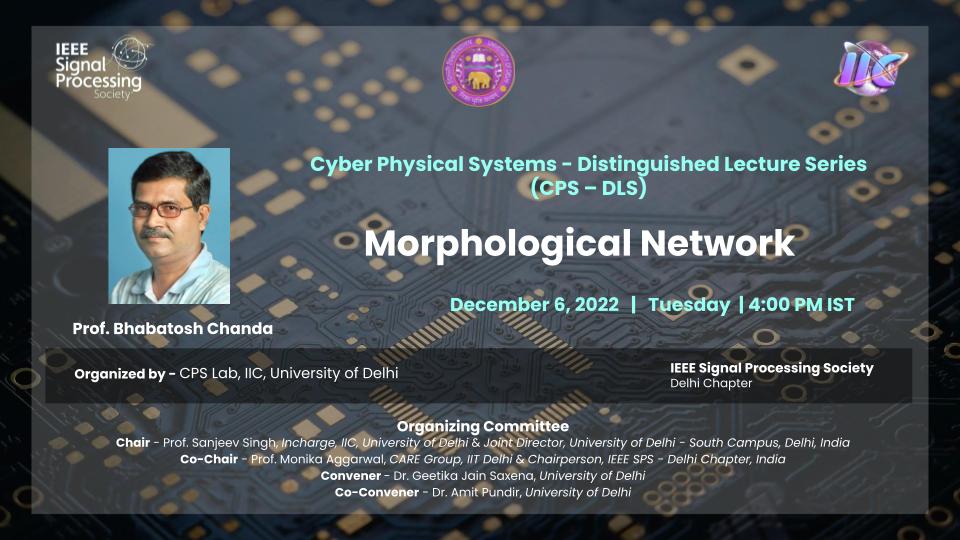 IEEE
Signal
Processing
Society
IIC
Cyber Physical Systems - Distinguished Lecture Series
(CPS – DLS)
Morphological Network
December 6, 2022 | Tuesday | 4:00 PM IST
Prof. Bhabatosh Chanda
Organized by - CPS Lab, IIC, University of Delhi
IEEE Signal Processing Society
Delhi Chapter
Organizing Committee
Chair - Prof. Sanjeev Singh, Incharge, IIC, University of Delhi & Joint Director, University of Delhi - South Campus, Delhi, India
Co-Chair - Prof. Monika Aggarwal, CARE Group, IIT Delhi & Chairperson, IEEE SPS - Delhi Chapter, India
Convener - Dr. Geetika Jain Saxena, University of Delhi
Co-Convener - Dr. Amit Pundir, University of Delhi